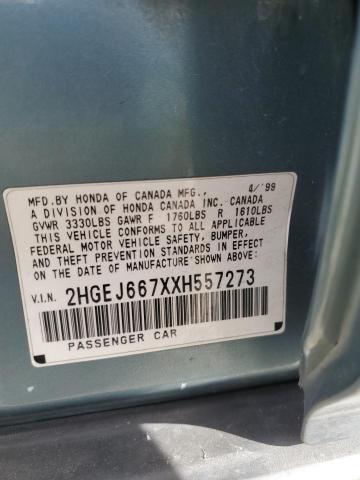 MFD.BY HONDA OF CANADA MFG., 4/'99
A DIVISION OF HONDA CANADA INC. CANADA
GVWR 3330LBS GAWR F 1760LBS R 1610LBS
THIS VEHICLE CONFORMS TO ALL APPLICABLE
FEDERAL MOTOR VEHICLE SAFETY, BUMPER,
AND THEFT PREVENTION STANDARDS IN EFFECT
ON THE DATE OF MANUFACTURE SHOWN ABOVE.
V.I.N. 2HGEJ667XXH557273
PASSENGER CAR